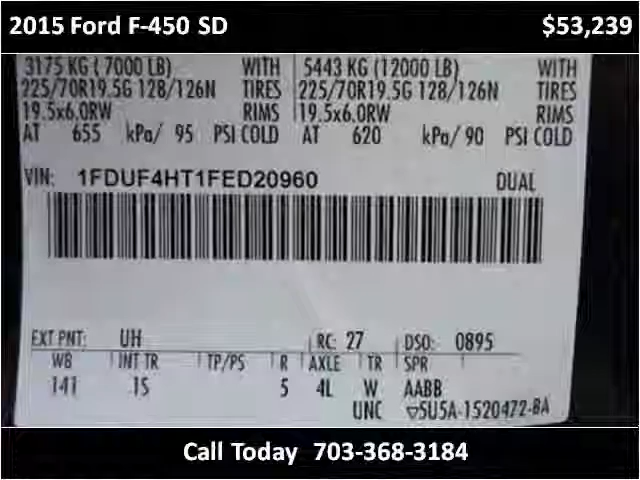 2015 Ford F-450 SD $53,239
3175 KG ( 7000 LB) WITH 5443 KG (12000 LB) WITH
225/70R19.5G 128/126N TIRES 225/70R19.5G 128/126N TIRES
19.5x6.0RW RIMS 19.5x6.0RW RIMS
AT 655 kPa/ 95 PSI COLD AT 620 kPa/ 90 PSI COLD
VIN: 1FDUF4HT1FED20960 DUAL
EXT PNT: UH RC: 27 DSO: 0895
WB INT TR TP/PS R AXLE TR SPR
141 1S 5 4L W AABB
UNC ▽5U5A-1520472-BA
Call Today 703-368-3184